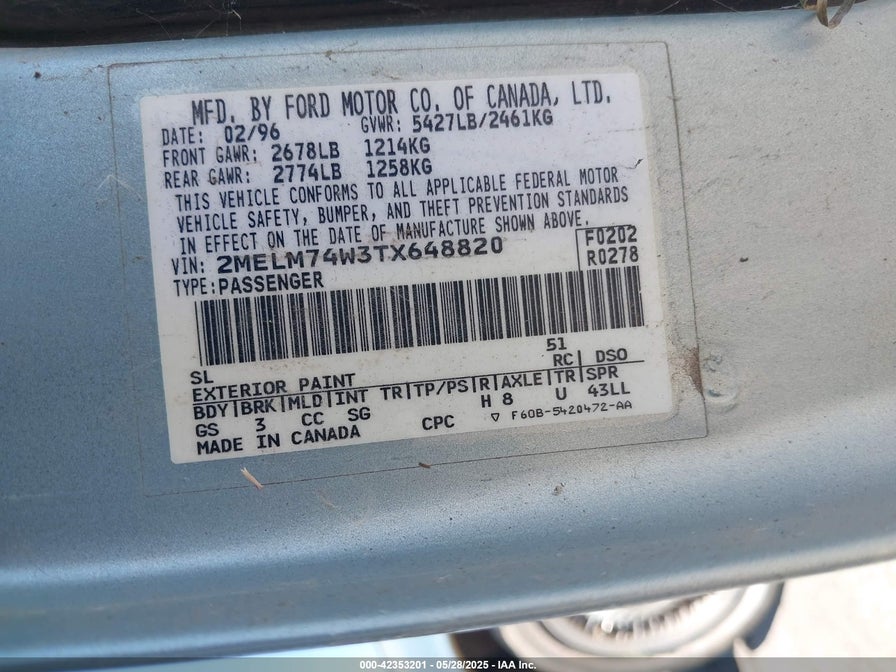 MFD. BY FORD MOTOR CO. OF CANADA, LTD.
DATE: 02/96 GVWR: 5427LB/2461KG
FRONT GAWR: 2678LB 1214KG
REAR GAWR: 2774LB 1258KG
THIS VEHICLE CONFORMS TO ALL APPLICABLE FEDERAL MOTOR
VEHICLE SAFETY, BUMPER, AND THEFT PREVENTION STANDARDS
IN EFFECT ON THE DATE OF MANUFACTURE SHOWN ABOVE.
VIN: 2MELM74W3TX648820 F0202
TYPE: PASSENGER R0278
51
SL RC DSO
EXTERIOR PAINT
BDY BRK MLD INT TR TP/PS R AXLE TR SPR
GS 3 CC SG H 8 U 43LL
MADE IN CANADA CPC F60B-5420472-AA
000-42353201 - 05/28/2025 - IAA Inc.